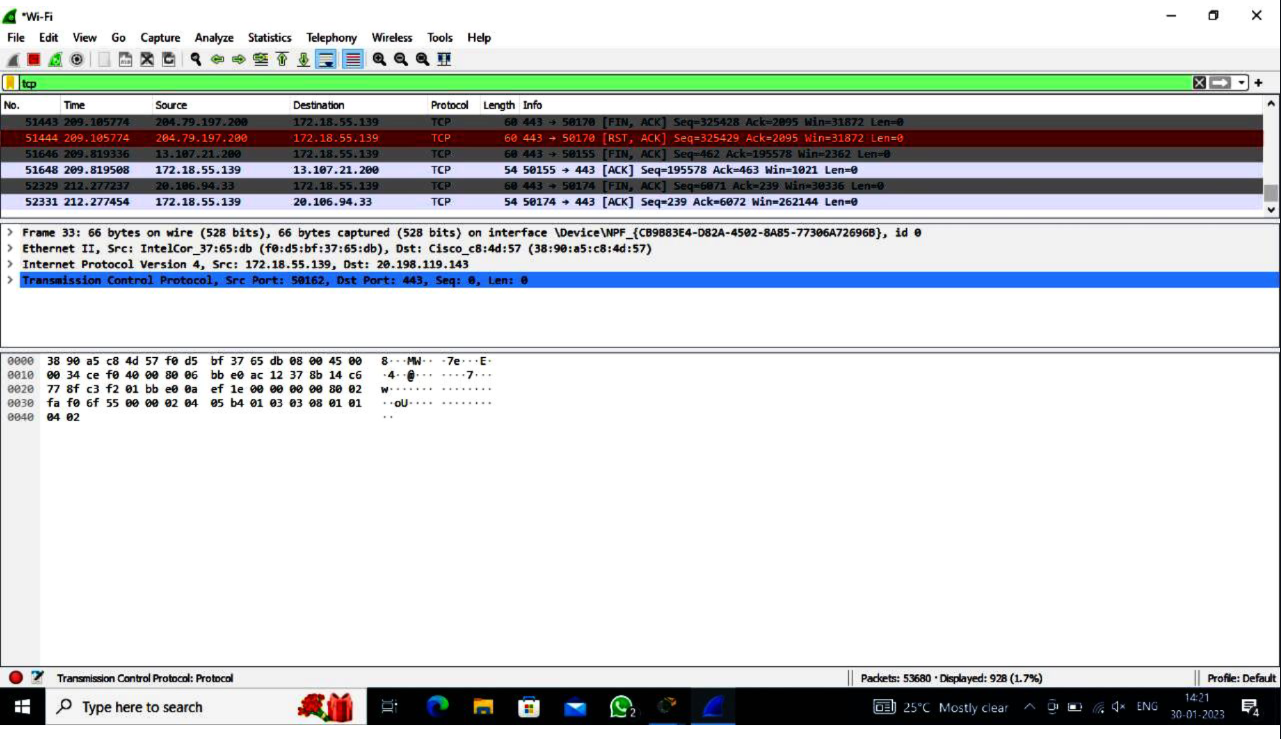 *Wi-Fi
File Edit View Go Capture Analyze Statistics Telephony Wireless Tools Help
tcp
No. Time Source Destination Protocol Length Info
51443 209.105774 204.79.197.200 172.18.55.139 TCP 60 443 → 50170 [FIN, ACK] Seq=325428 Ack=2095 Win=31872 Len=0
51444 209.105774 204.79.197.200 172.18.55.139 TCP 60 443 → 50170 [RST, ACK] Seq=325429 Ack=2095 Win=31872 Len=0
51646 209.819336 13.107.21.200 172.18.55.139 TCP 60 443 → 50155 [FIN, ACK] Seq=462 Ack=195578 Win=2362 Len=0
51648 209.819508 172.18.55.139 13.107.21.200 TCP 54 50155 → 443 [ACK] Seq=195578 Ack=463 Win=1021 Len=0
52329 212.277237 20.106.94.33 172.18.55.139 TCP 60 443 → 50174 [FIN, ACK] Seq=6071 Ack=239 Win=30336 Len=0
52331 212.277454 172.18.55.139 20.106.94.33 TCP 54 50174 → 443 [ACK] Seq=239 Ack=6072 Win=262144 Len=0
> Frame 33: 66 bytes on wire (528 bits), 66 bytes captured (528 bits) on interface \Device\NPF_{CB9B83E4-D82A-4502-8A85-77306A72696B}, id 0
> Ethernet II, Src: IntelCor_37:65:db (f0:d5:bf:37:65:db), Dst: Cisco_c8:4d:57 (38:90:a5:c8:4d:57)
> Internet Protocol Version 4, Src: 172.18.55.139, Dst: 20.198.119.143
> Transmission Control Protocol, Src Port: 50162, Dst Port: 443, Seq: 0, Len: 0
0000 38 90 a5 c8 4d 57 f0 d5 bf 37 65 db 08 00 45 00 8···MW·· ·7e···E·
0010 00 34 ce f0 40 00 80 06 bb e0 ac 12 37 8b 14 c6 ·4··@··· ····7···
0020 77 8f c3 f2 01 bb e0 0a ef 1e 00 00 00 00 80 02 w······· ········
0030 fa f0 6f 55 00 00 02 04 05 b4 01 03 03 08 01 01 ··oU···· ········
0040 04 02 ··
Transmission Control Protocol: Protocol Packets: 53680 · Displayed: 928 (1.7%) Profile: Default
Type here to search 2 25°C Mostly clear ENG 14:21
30-01-2023 4